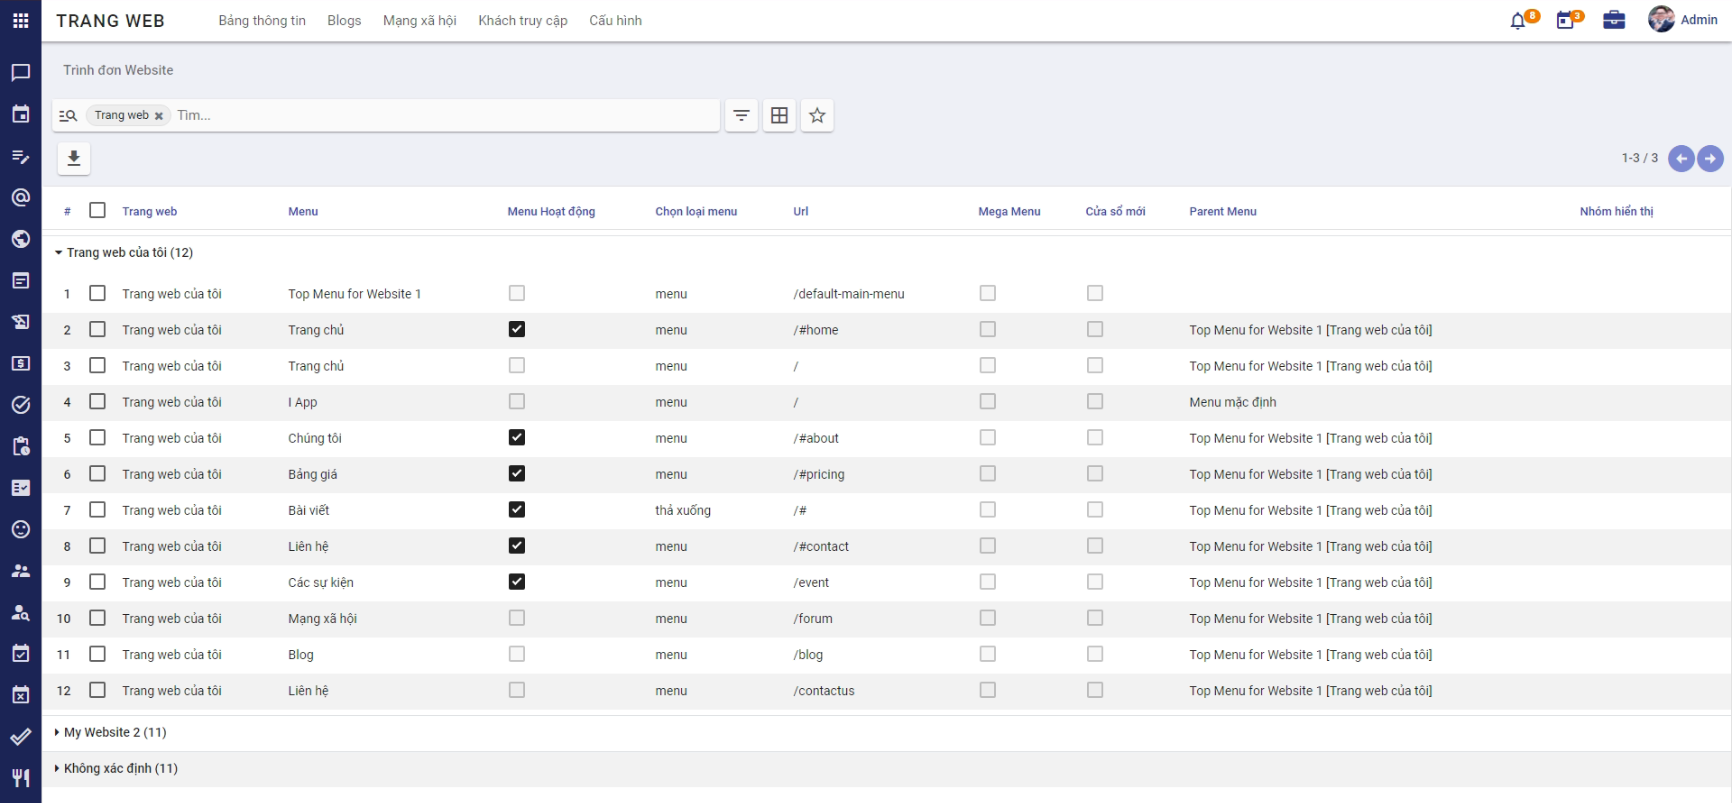 TRANG WEB Bảng thông tin Blogs Mạng xã hội Khách truy cập Cấu hình 8 3 Admin
Trình đơn Website
Trang web Tìm...
1-3 / 3
# Trang web Menu Menu Hoạt động Chọn loại menu Url Mega Menu Cửa sổ mới Parent Menu Nhóm hiển thị
Trang web của tôi (12)
1 Trang web của tôi Top Menu for Website 1 menu /default-main-menu
2 Trang web của tôi Trang chủ menu /#home Top Menu for Website 1 [Trang web của tôi]
3 Trang web của tôi Trang chủ menu / Top Menu for Website 1 [Trang web của tôi]
4 Trang web của tôi I App menu / Menu mặc định
5 Trang web của tôi Chúng tôi menu /#about Top Menu for Website 1 [Trang web của tôi]
6 Trang web của tôi Bảng giá menu /#pricing Top Menu for Website 1 [Trang web của tôi]
7 Trang web của tôi Bài viết thả xuống /# Top Menu for Website 1 [Trang web của tôi]
8 Trang web của tôi Liên hệ menu /#contact Top Menu for Website 1 [Trang web của tôi]
9 Trang web của tôi Các sự kiện menu /event Top Menu for Website 1 [Trang web của tôi]
10 Trang web của tôi Mạng xã hội menu /forum Top Menu for Website 1 [Trang web của tôi]
11 Trang web của tôi Blog menu /blog Top Menu for Website 1 [Trang web của tôi]
12 Trang web của tôi Liên hệ menu /contactus Top Menu for Website 1 [Trang web của tôi]
My Website 2 (11)
Không xác định (11)